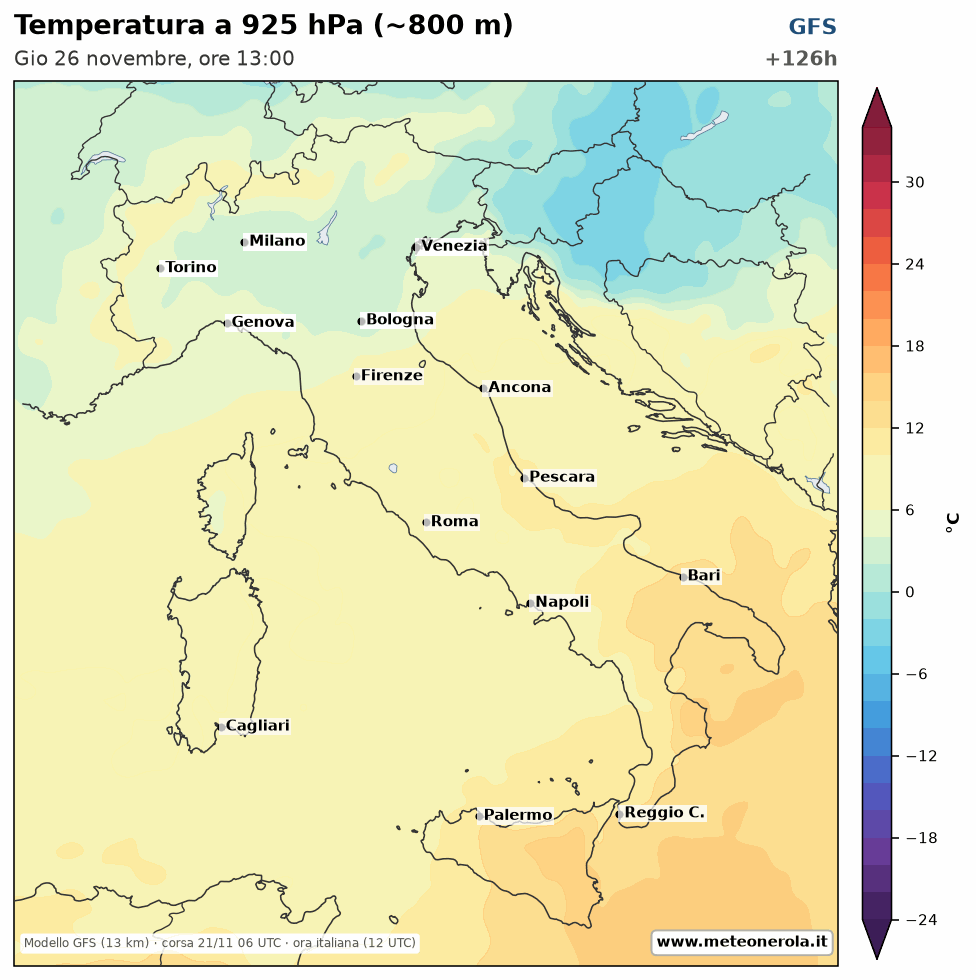 Temperatura a 925 hPa (~800 m)
GFS
Gio 26 novembre, ore 13:00
+126h
Milano
Venezia
Torino
Genova
Bologna
Firenze
Ancona
Pescara
Roma
Bari
Napoli
Cagliari
Palermo
Reggio C.
30
24
18
12
6
0
−6
−12
−18
−24
°C
Modello GFS (13 km) · corsa 21/11 06 UTC · ora italiana (12 UTC)
www.meteonerola.it